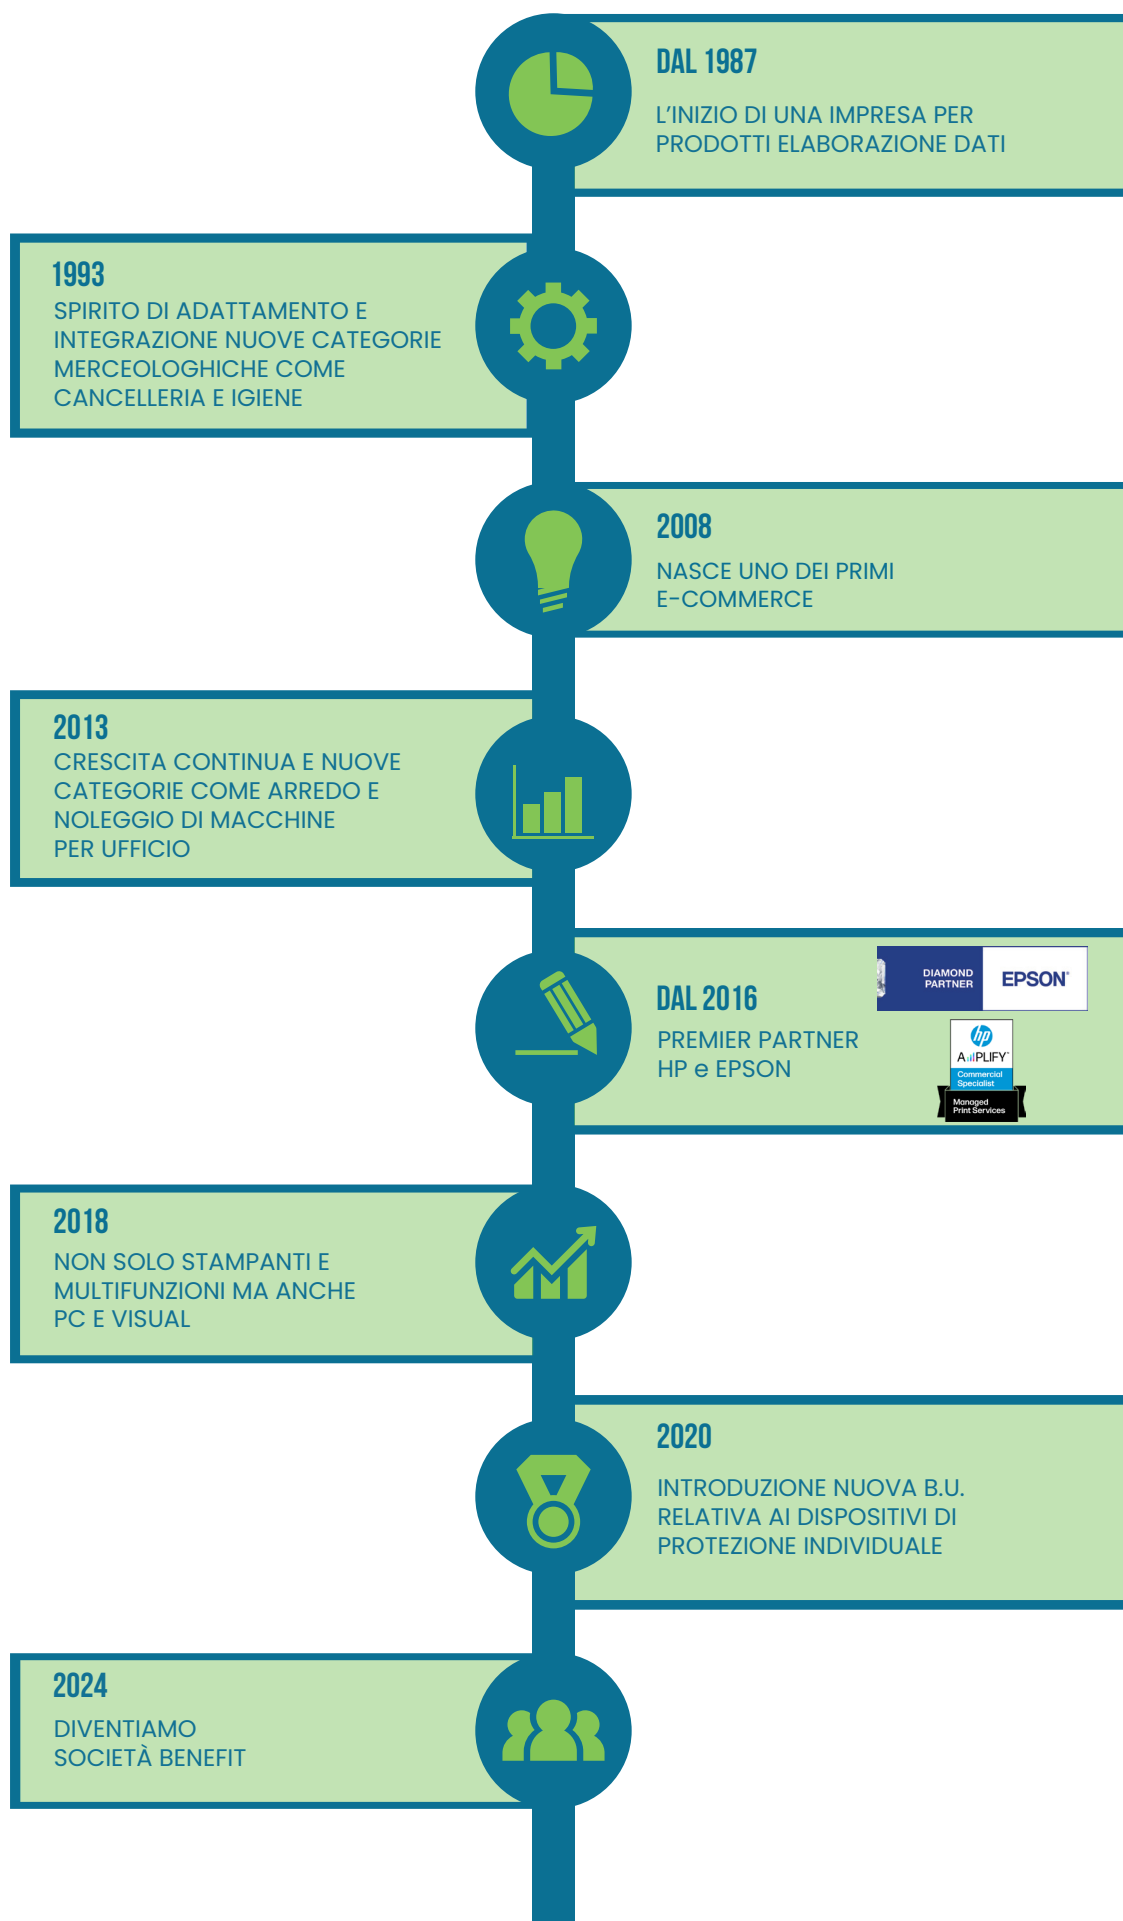 DAL 1987
L'INIZIO DI UNA IMPRESA PER
PRODOTTI ELABORAZIONE DATI
1993
SPIRITO DI ADATTAMENTO E
INTEGRAZIONE NUOVE CATEGORIE
MERCEOLOGHICHE COME
CANCELLERIA E IGIENE
2008
NASCE UNO DEI PRIMI
E-COMMERCE
2013
CRESCITA CONTINUA E NUOVE
CATEGORIE COME ARREDO E
NOLEGGIO DI MACCHINE
PER UFFICIO
DAL 2016
PREMIER PARTNER
HP e EPSON
DIAMOND
PARTNER
EPSON
hp
AMPLIFY
Commercial
Specialist
Managed
Print Services
2018
NON SOLO STAMPANTI E
MULTIFUNZIONI MA ANCHE
PC E VISUAL
2020
INTRODUZIONE NUOVA B.U.
RELATIVA AI DISPOSITIVI DI
PROTEZIONE INDIVIDUALE
2024
DIVENTIAMO
SOCIETÀ BENEFIT